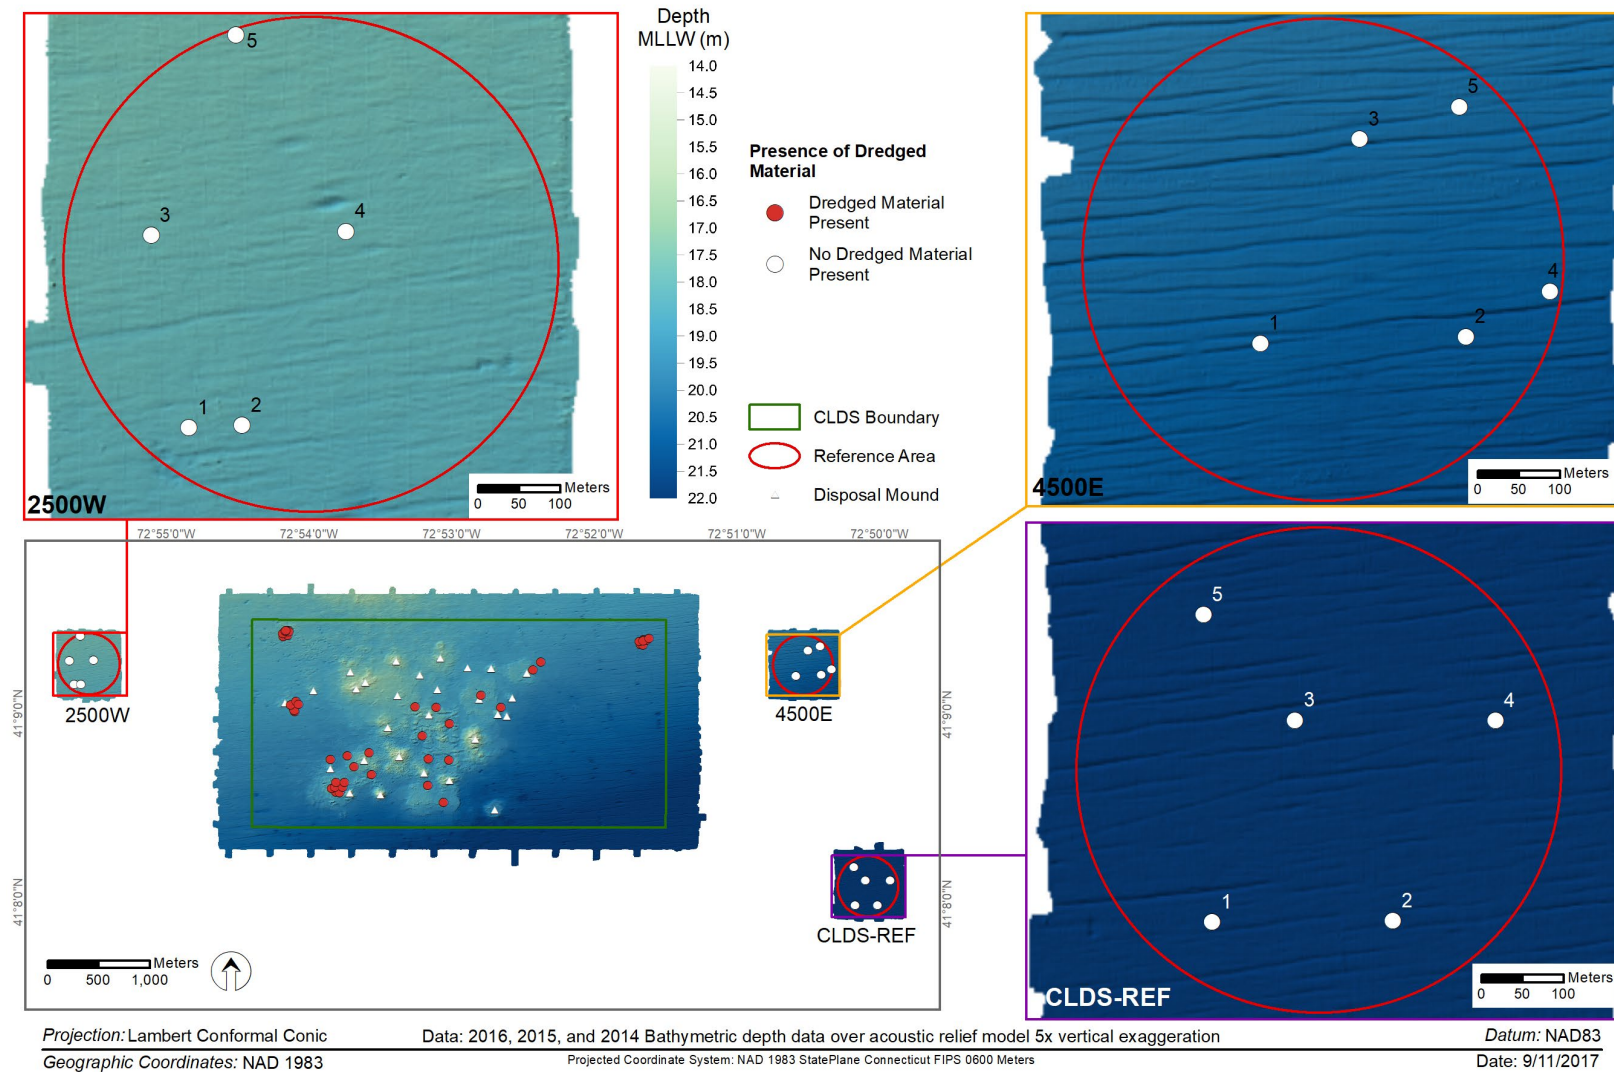 5
3
4
1
2
2500W
Meters
0 50 100
Depth
MLLW (m)
14.0
14.5
15.0
15.5
16.0
16.5
17.0
17.5
18.0
18.5
19.0
19.5
20.0
20.5
21.0
21.5
22.0
Presence of Dredged
Material
Dredged Material
Present
No Dredged Material
Present
CLDS Boundary
Reference Area
Disposal Mound
5
3
4
2
1
4500E
Meters
0 50 100
72°55'0"W 72°54'0"W 72°53'0"W 72°52'0"W 72°51'0"W 72°50'0"W
41°9'0"N
41°8'0"N
2500W
4500E
CLDS-REF
41°9'0"N
41°8'0"N
Meters
0 500 1,000
5
3
4
1
2
CLDS-REF
Meters
0 50 100
Projection: Lambert Conformal Conic Data: 2016, 2015, and 2014 Bathymetric depth data over acoustic relief model 5x vertical exaggeration Datum: NAD83
Geographic Coordinates: NAD 1983 Projected Coordinate System: NAD 1983 StatePlane Connecticut FIPS 0600 Meters Date: 9/11/2017